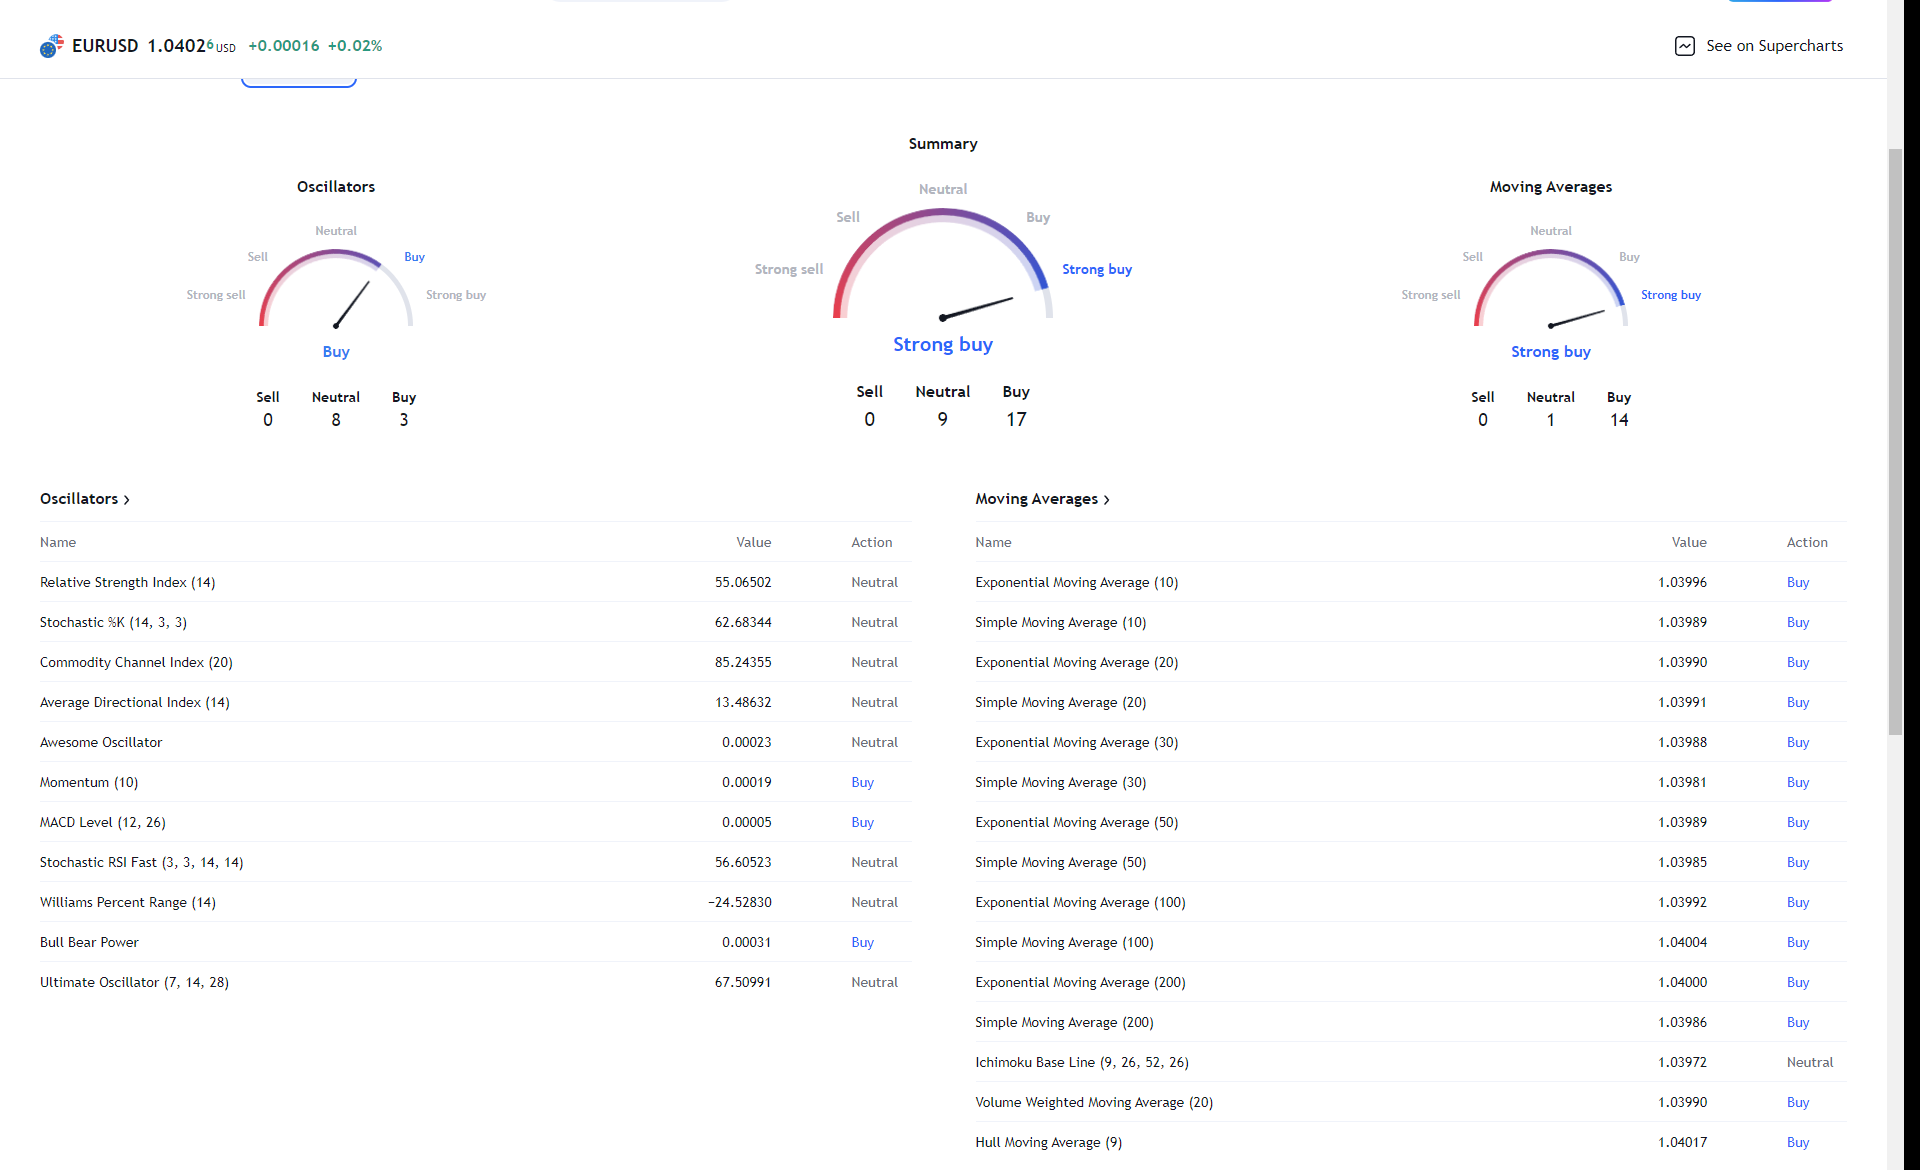 EURUSD 1.04026 USD +0.00016 +0.02%
See on Supercharts
Summary
Oscillators
Moving Averages
Neutral
Sell
Buy
Strong sell
Strong buy
Buy
Sell Neutral Buy
0 8 3
Neutral
Sell
Buy
Strong sell
Strong buy
Strong buy
Sell Neutral Buy
0 9 17
Neutral
Sell
Buy
Strong sell
Strong buy
Strong buy
Sell Neutral Buy
0 1 14
Oscillators
Name Value Action
Relative Strength Index (14) 55.06502 Neutral
Stochastic %K (14, 3, 3) 62.68344 Neutral
Commodity Channel Index (20) 85.24355 Neutral
Average Directional Index (14) 13.48632 Neutral
Awesome Oscillator 0.00023 Neutral
Momentum (10) 0.00019 Buy
MACD Level (12, 26) 0.00005 Buy
Stochastic RSI Fast (3, 3, 14, 14) 56.60523 Neutral
Williams Percent Range (14) −24.52830 Neutral
Bull Bear Power 0.00031 Buy
Ultimate Oscillator (7, 14, 28) 67.50991 Neutral
Moving Averages
Name Value Action
Exponential Moving Average (10) 1.03996 Buy
Simple Moving Average (10) 1.03989 Buy
Exponential Moving Average (20) 1.03990 Buy
Simple Moving Average (20) 1.03991 Buy
Exponential Moving Average (30) 1.03988 Buy
Simple Moving Average (30) 1.03981 Buy
Exponential Moving Average (50) 1.03989 Buy
Simple Moving Average (50) 1.03985 Buy
Exponential Moving Average (100) 1.03992 Buy
Simple Moving Average (100) 1.04004 Buy
Exponential Moving Average (200) 1.04000 Buy
Simple Moving Average (200) 1.03986 Buy
Ichimoku Base Line (9, 26, 52, 26) 1.03972 Neutral
Volume Weighted Moving Average (20) 1.03990 Buy
Hull Moving Average (9) 1.04017 Buy